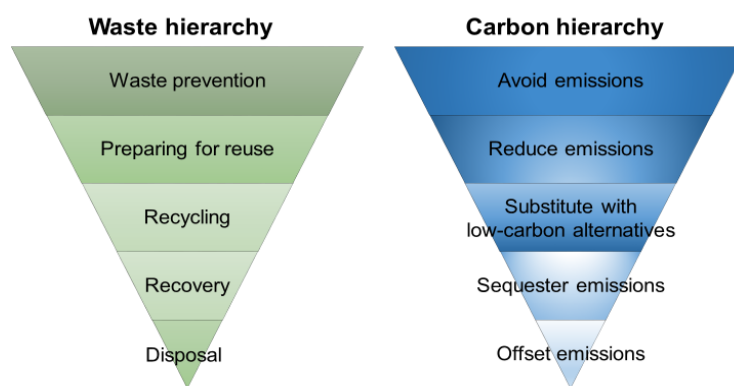 Waste hierarchy
Waste prevention
Preparing for reuse
Recycling
Recovery
Disposal
Carbon hierarchy
Avoid emissions
Reduce emissions
Substitute with
low-carbon alternatives
Sequester emissions
Offset emissions